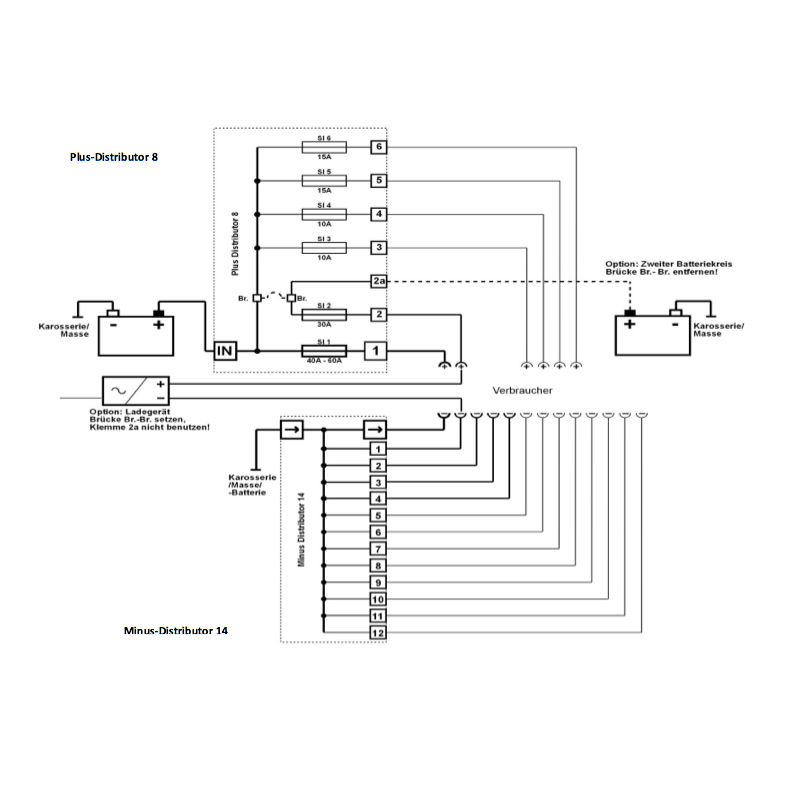 Plus-Distributor 8
Plus Distributor 8
SI 6
15A
6
SI 5
15A
5
SI 4
10A
4
SI 3
10A
3
2a
Br.
Br.
SI 2
30A
2
IN
SI 1
40A - 60A
1
Karosserie/
Masse
- +
Option: Zweiter Batteriekreis
Brücke Br.- Br. entfernen!
+ -
Karosserie/
Masse
+
-
Option: Ladegerät
Brücke Br.-Br. setzen,
Klemme 2a nicht benutzen!
+ + + + + +
Verbraucher
- - - - - - - - - - - - -
Karosserie
/Masse/
-Batterie
Minus Distributor 14
1
2
3
4
5
6
7
8
9
10
11
12
Minus-Distributor 14